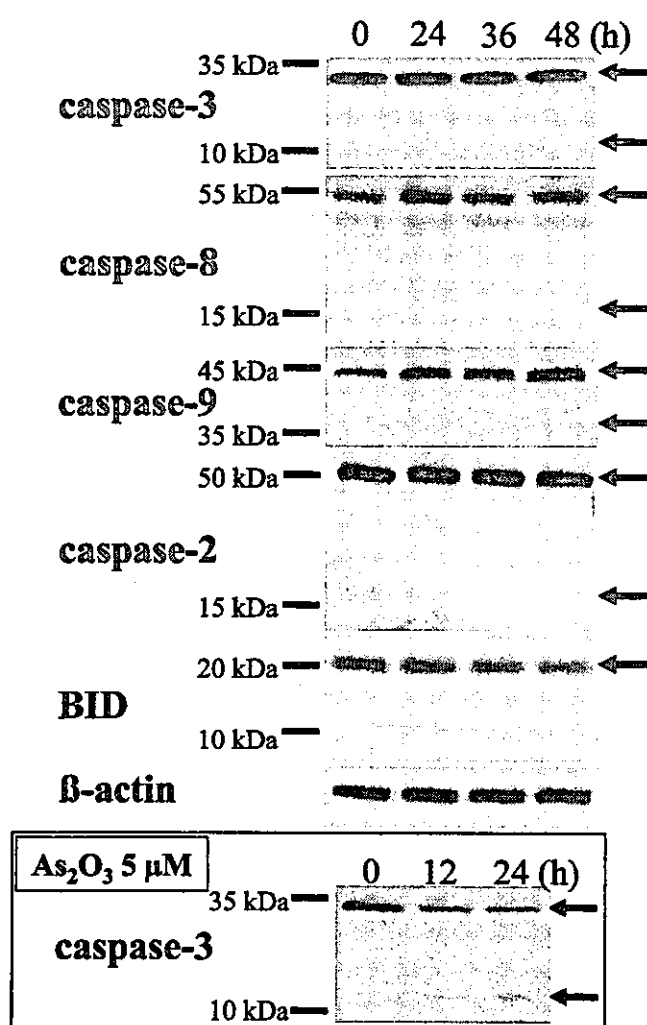 0 24 36 48 (h)
35 kDa
caspase-3
10 kDa
55 kDa
caspase-8
15 kDa
45 kDa
caspase-9
35 kDa
50 kDa
caspase-2
15 kDa
20 kDa
BID
10 kDa
ß-actin
As₂O₃ 5 µM
0 12 24 (h)
35 kDa
caspase-3
10 kDa